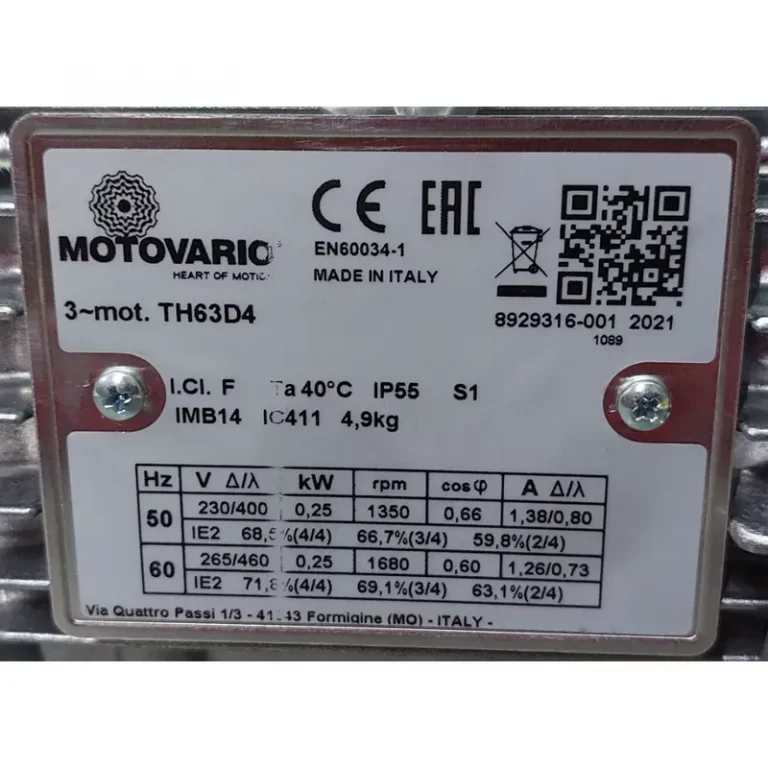 MOTOVARIO
HEART OF MOTIC
CE EAC
EN60034-1
MADE IN ITALY
3~mot. TH63D4
8929316-001 2021
1089
I.Cl. F Ta 40°C IP55 S1
IMB14 IC411 4,9kg
Hz V Δ/λ kW rpm cosφ A Δ/λ
50 230/400 0,25 1350 0,66 1,38/0,80
IE2 68,5%(4/4) 66,7%(3/4) 59,8%(2/4)
60 265/460 0,25 1680 0,60 1,26/0,73
IE2 71,8%(4/4) 69,1%(3/4) 63,1%(2/4)
Via Quattro Passi 1/3 - Formigine (MO) - ITALY -